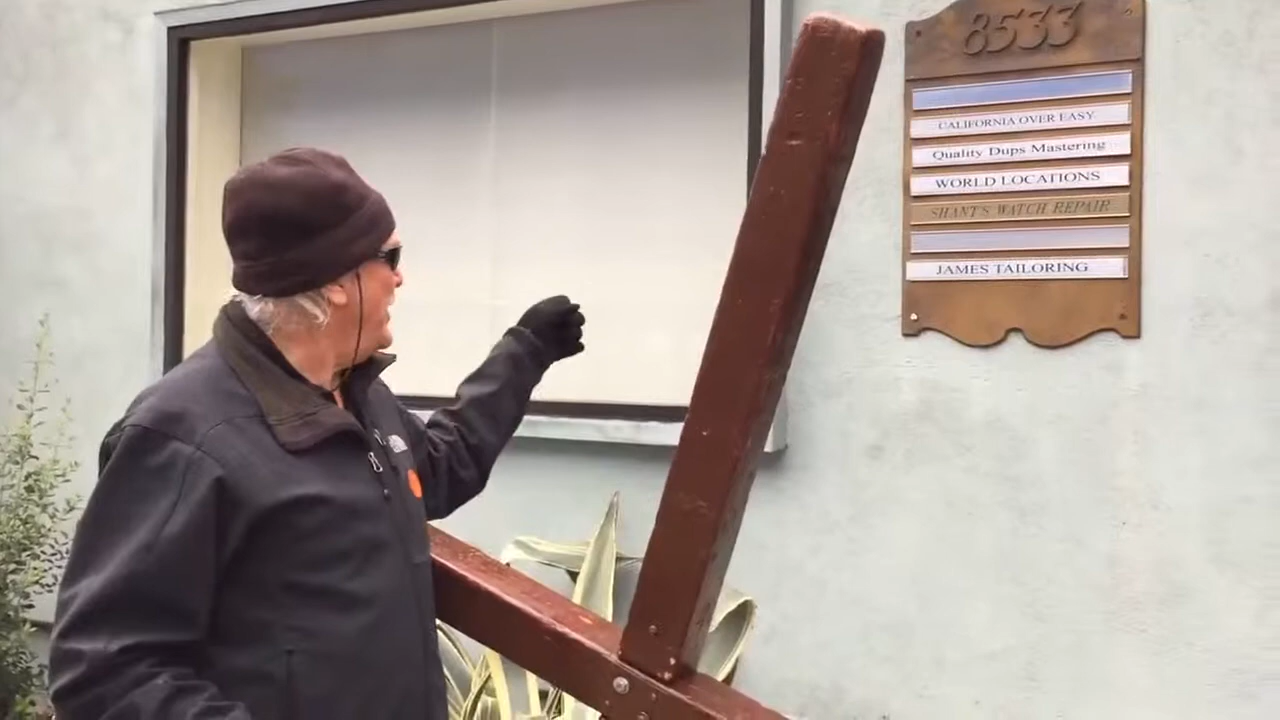 8533
CALIFORNIA OVER EASY
Quality Dups Mastering
WORLD LOCATIONS
SHANT'S WATCH REPAIR
JAMES TAILORING